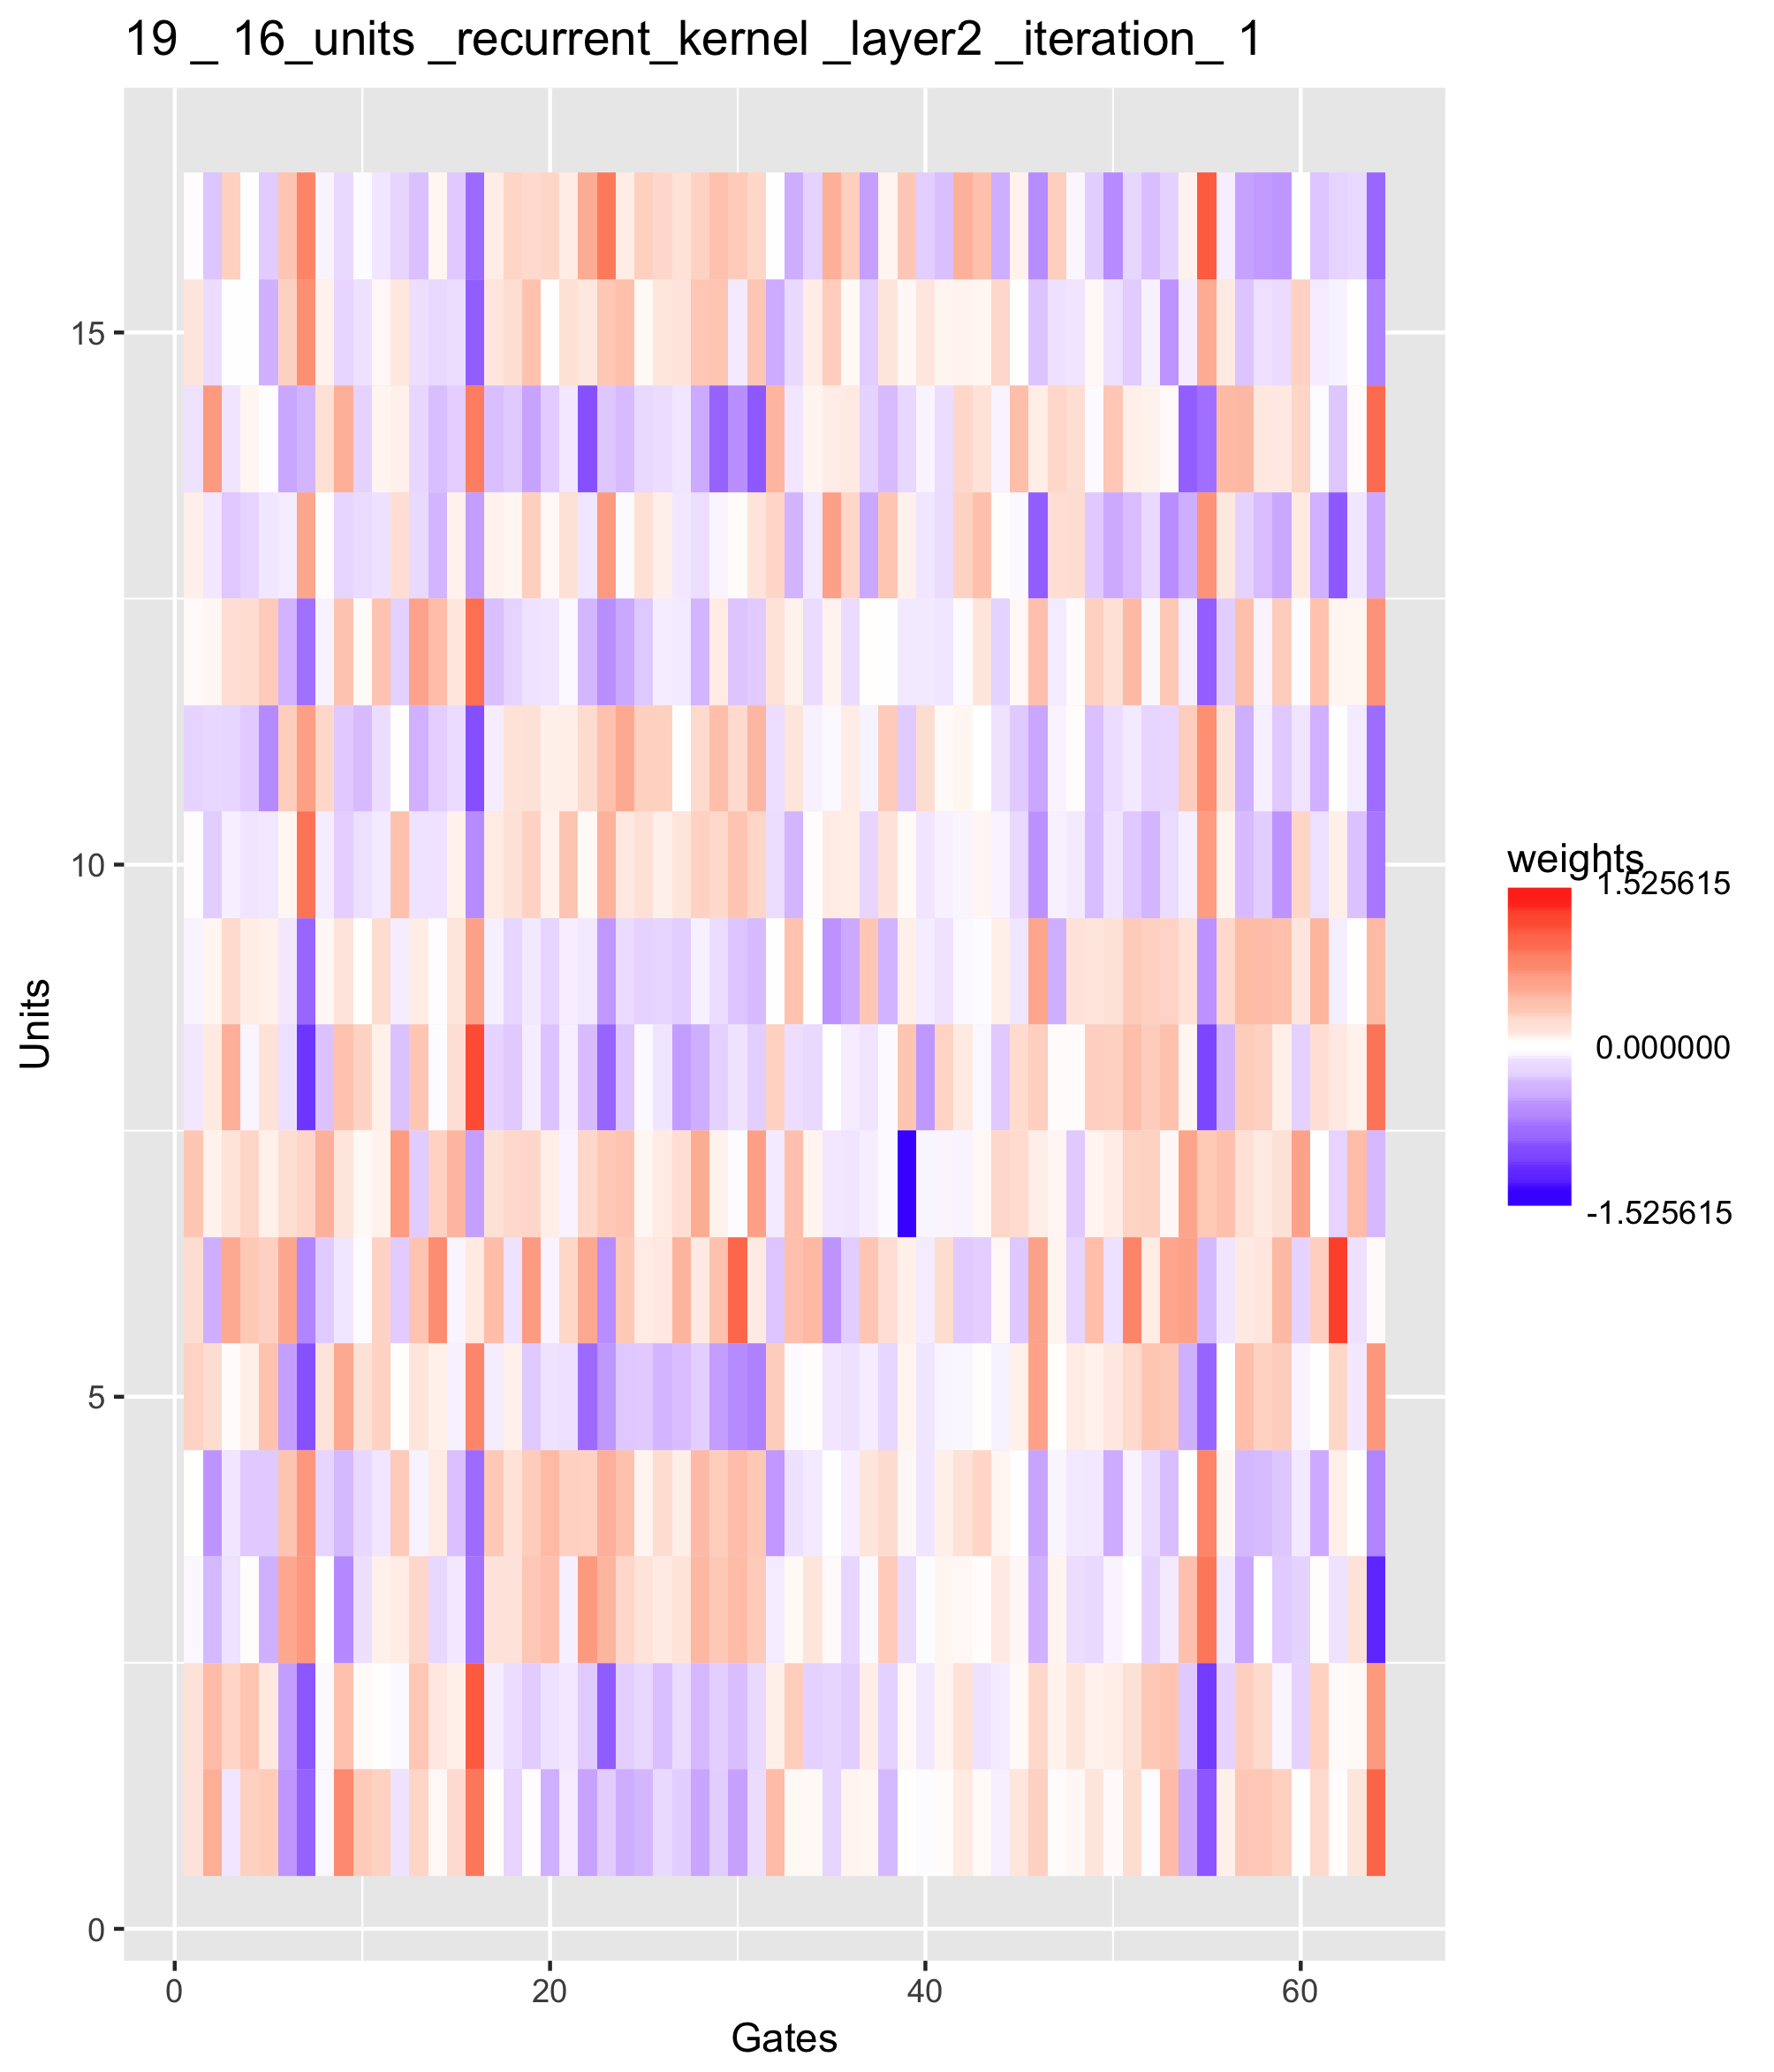 19 _ 16_units _recurrent_kernel _layer2 _iteration_ 1
15
10
5
0
Units
0
20
40
60
Gates
weights
1.525615
0.000000
-1.525615